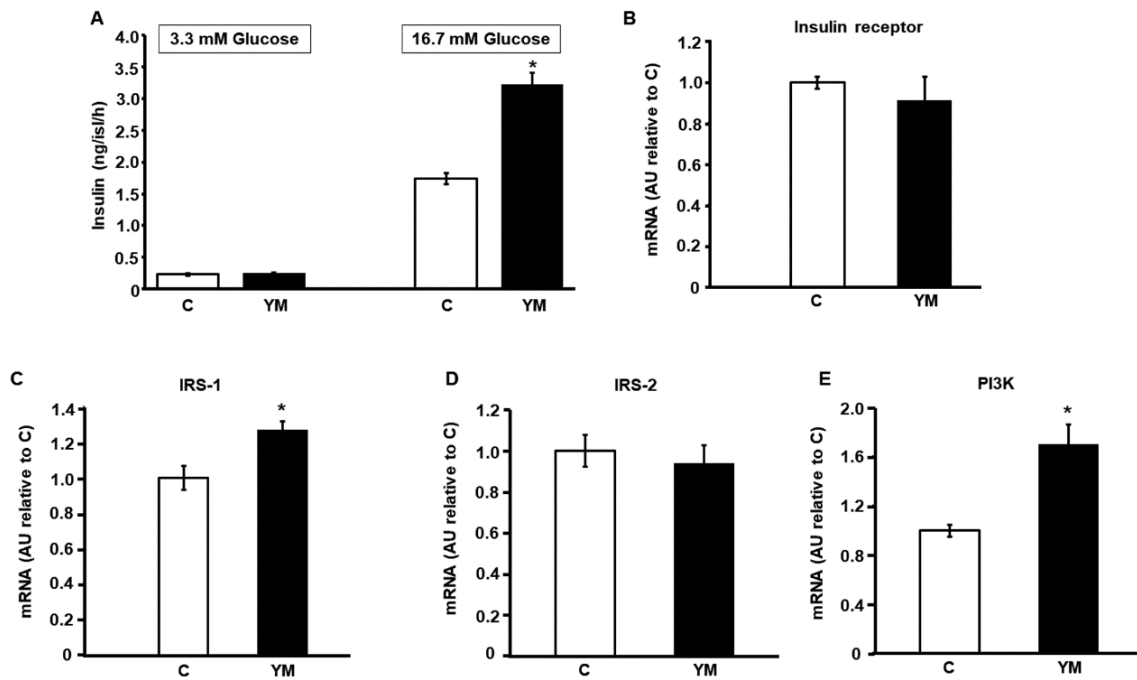 A
3.3 mM Glucose
16.7 mM Glucose
Insulin (ng/isl/h)
4.0
3.5
3.0
2.5
2.0
1.5
1.0
0.5
0
*
C
YM
C
YM
B
Insulin receptor
mRNA (AU relative to C)
1.2
1.0
0.8
0.6
0.4
0.2
0
C
YM
C
IRS-1
mRNA (AU relative to C)
1.4
1.2
1.0
0.8
0.6
0.4
0.2
0
*
C
YM
D
IRS-2
mRNA (AU relative to C)
1.2
1.0
0.8
0.6
0.4
0.2
0
C
YM
E
PI3K
mRNA (AU relative to C)
2.0
1.6
1.2
0.8
0.4
0
*
C
YM